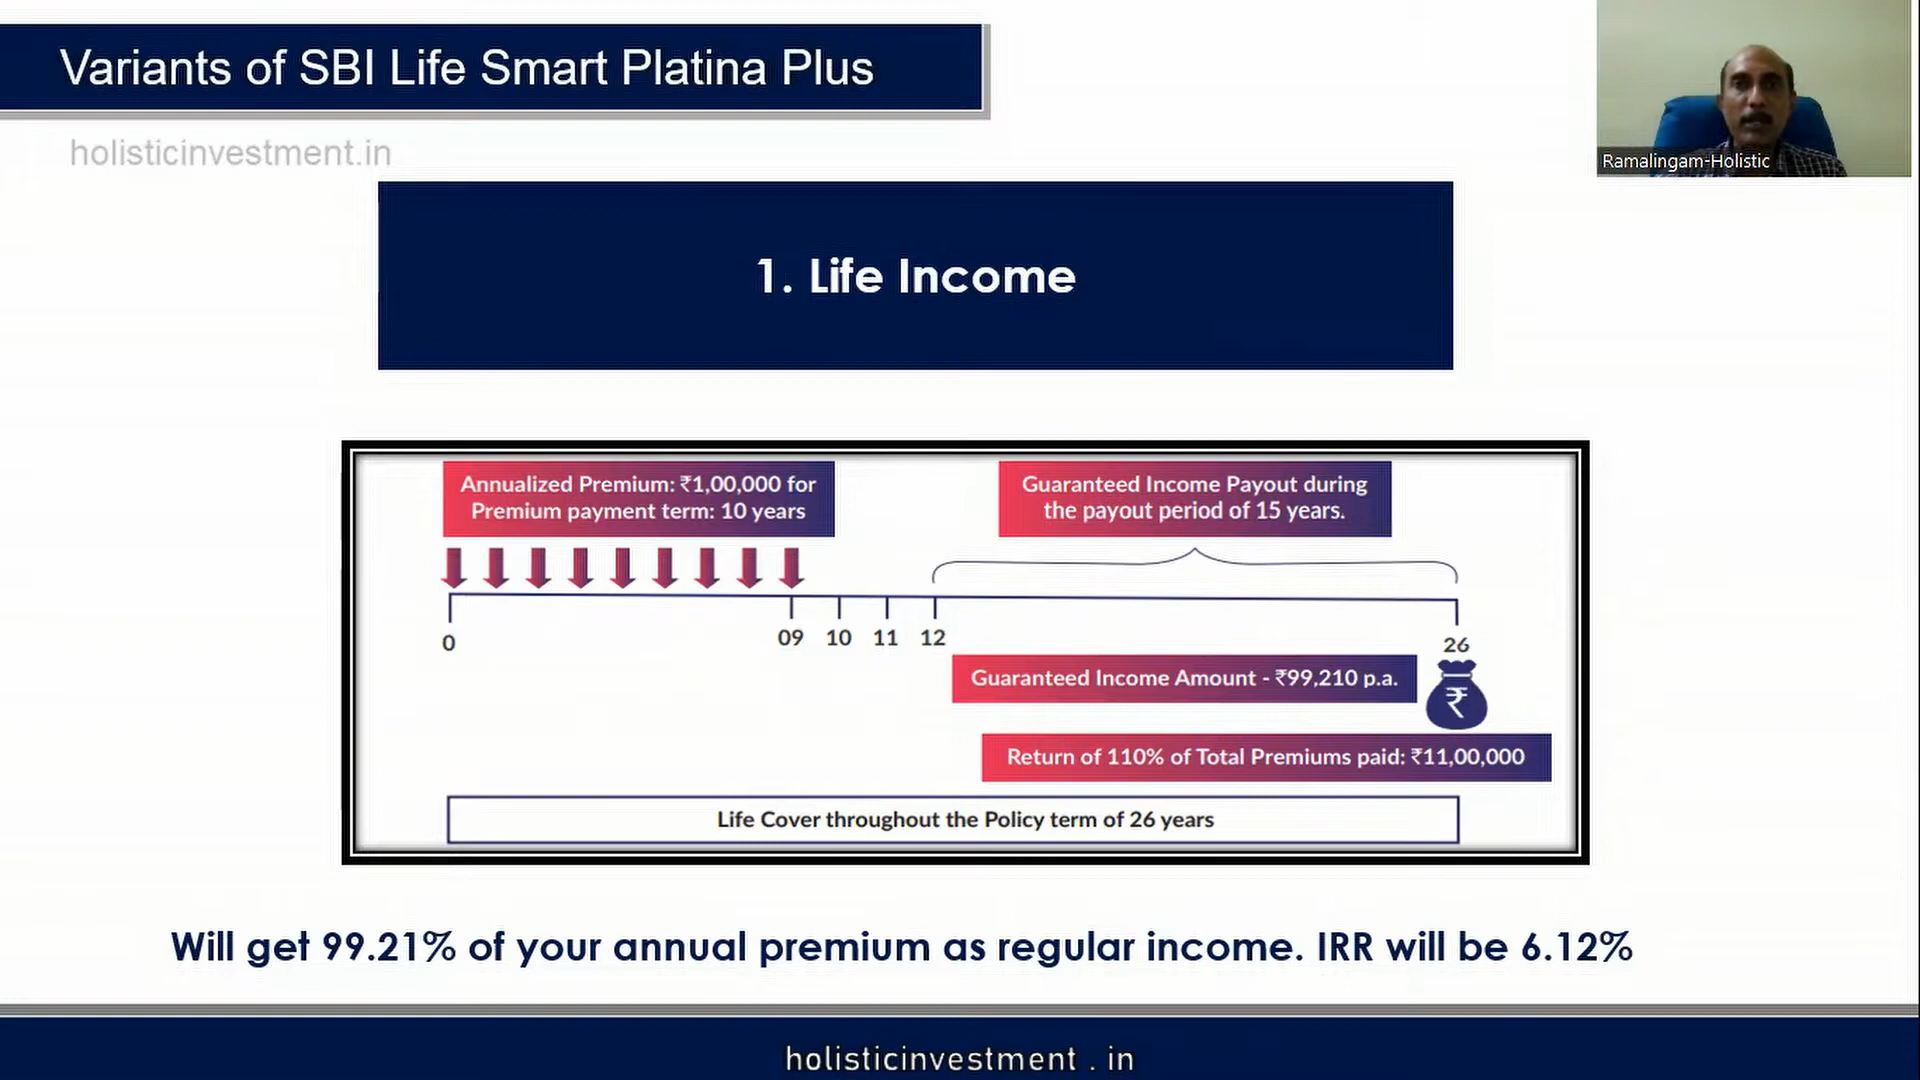 Variants of SBI Life Smart Platina Plus
holisticinvestment.in
Ramalingam-Holistic
1. Life Income
Annualized Premium: ₹1,00,000 for
Premium payment term: 10 years
Guaranteed Income Payout during
the payout period of 15 years.
0
09
10
11
12
26
Guaranteed Income Amount - ₹99,210 p.a.
₹
Return of 110% of Total Premiums paid: ₹11,00,000
Life Cover throughout the Policy term of 26 years
Will get 99.21% of your annual premium as regular income. IRR will be 6.12%
holisticinvestment . in